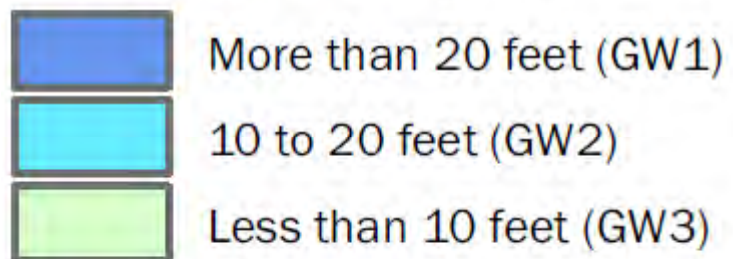 More than 20 feet (GW1)
10 to 20 feet (GW2)
Less than 10 feet (GW3)